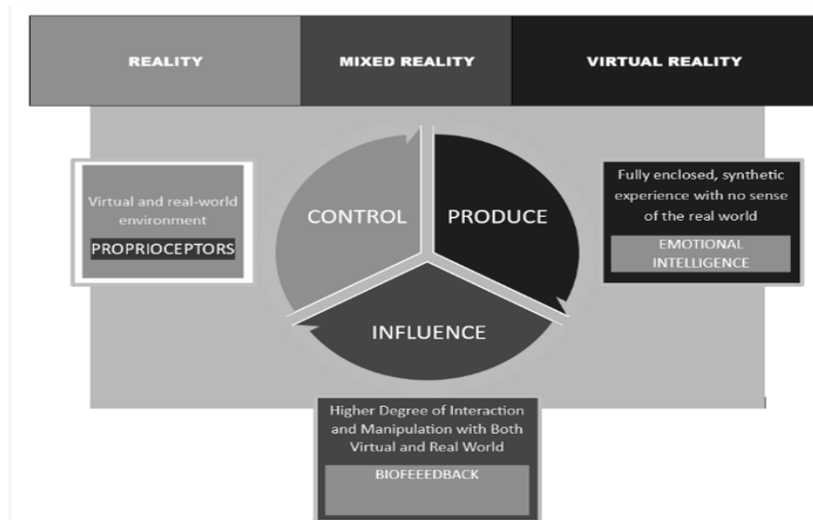 REALITY
MIXED REALITY
VIRTUAL REALITY
Virtual and real-world
environment
PROPRIOCEPTORS
CONTROL
PRODUCE
Fully enclosed, synthetic
experience with no sense
of the real world
EMOTIONAL
INTELLIGENCE
INFLUENCE
Higher Degree of Interaction
and Manipulation with Both
Virtual and Real World
BIOFEEEDBACK